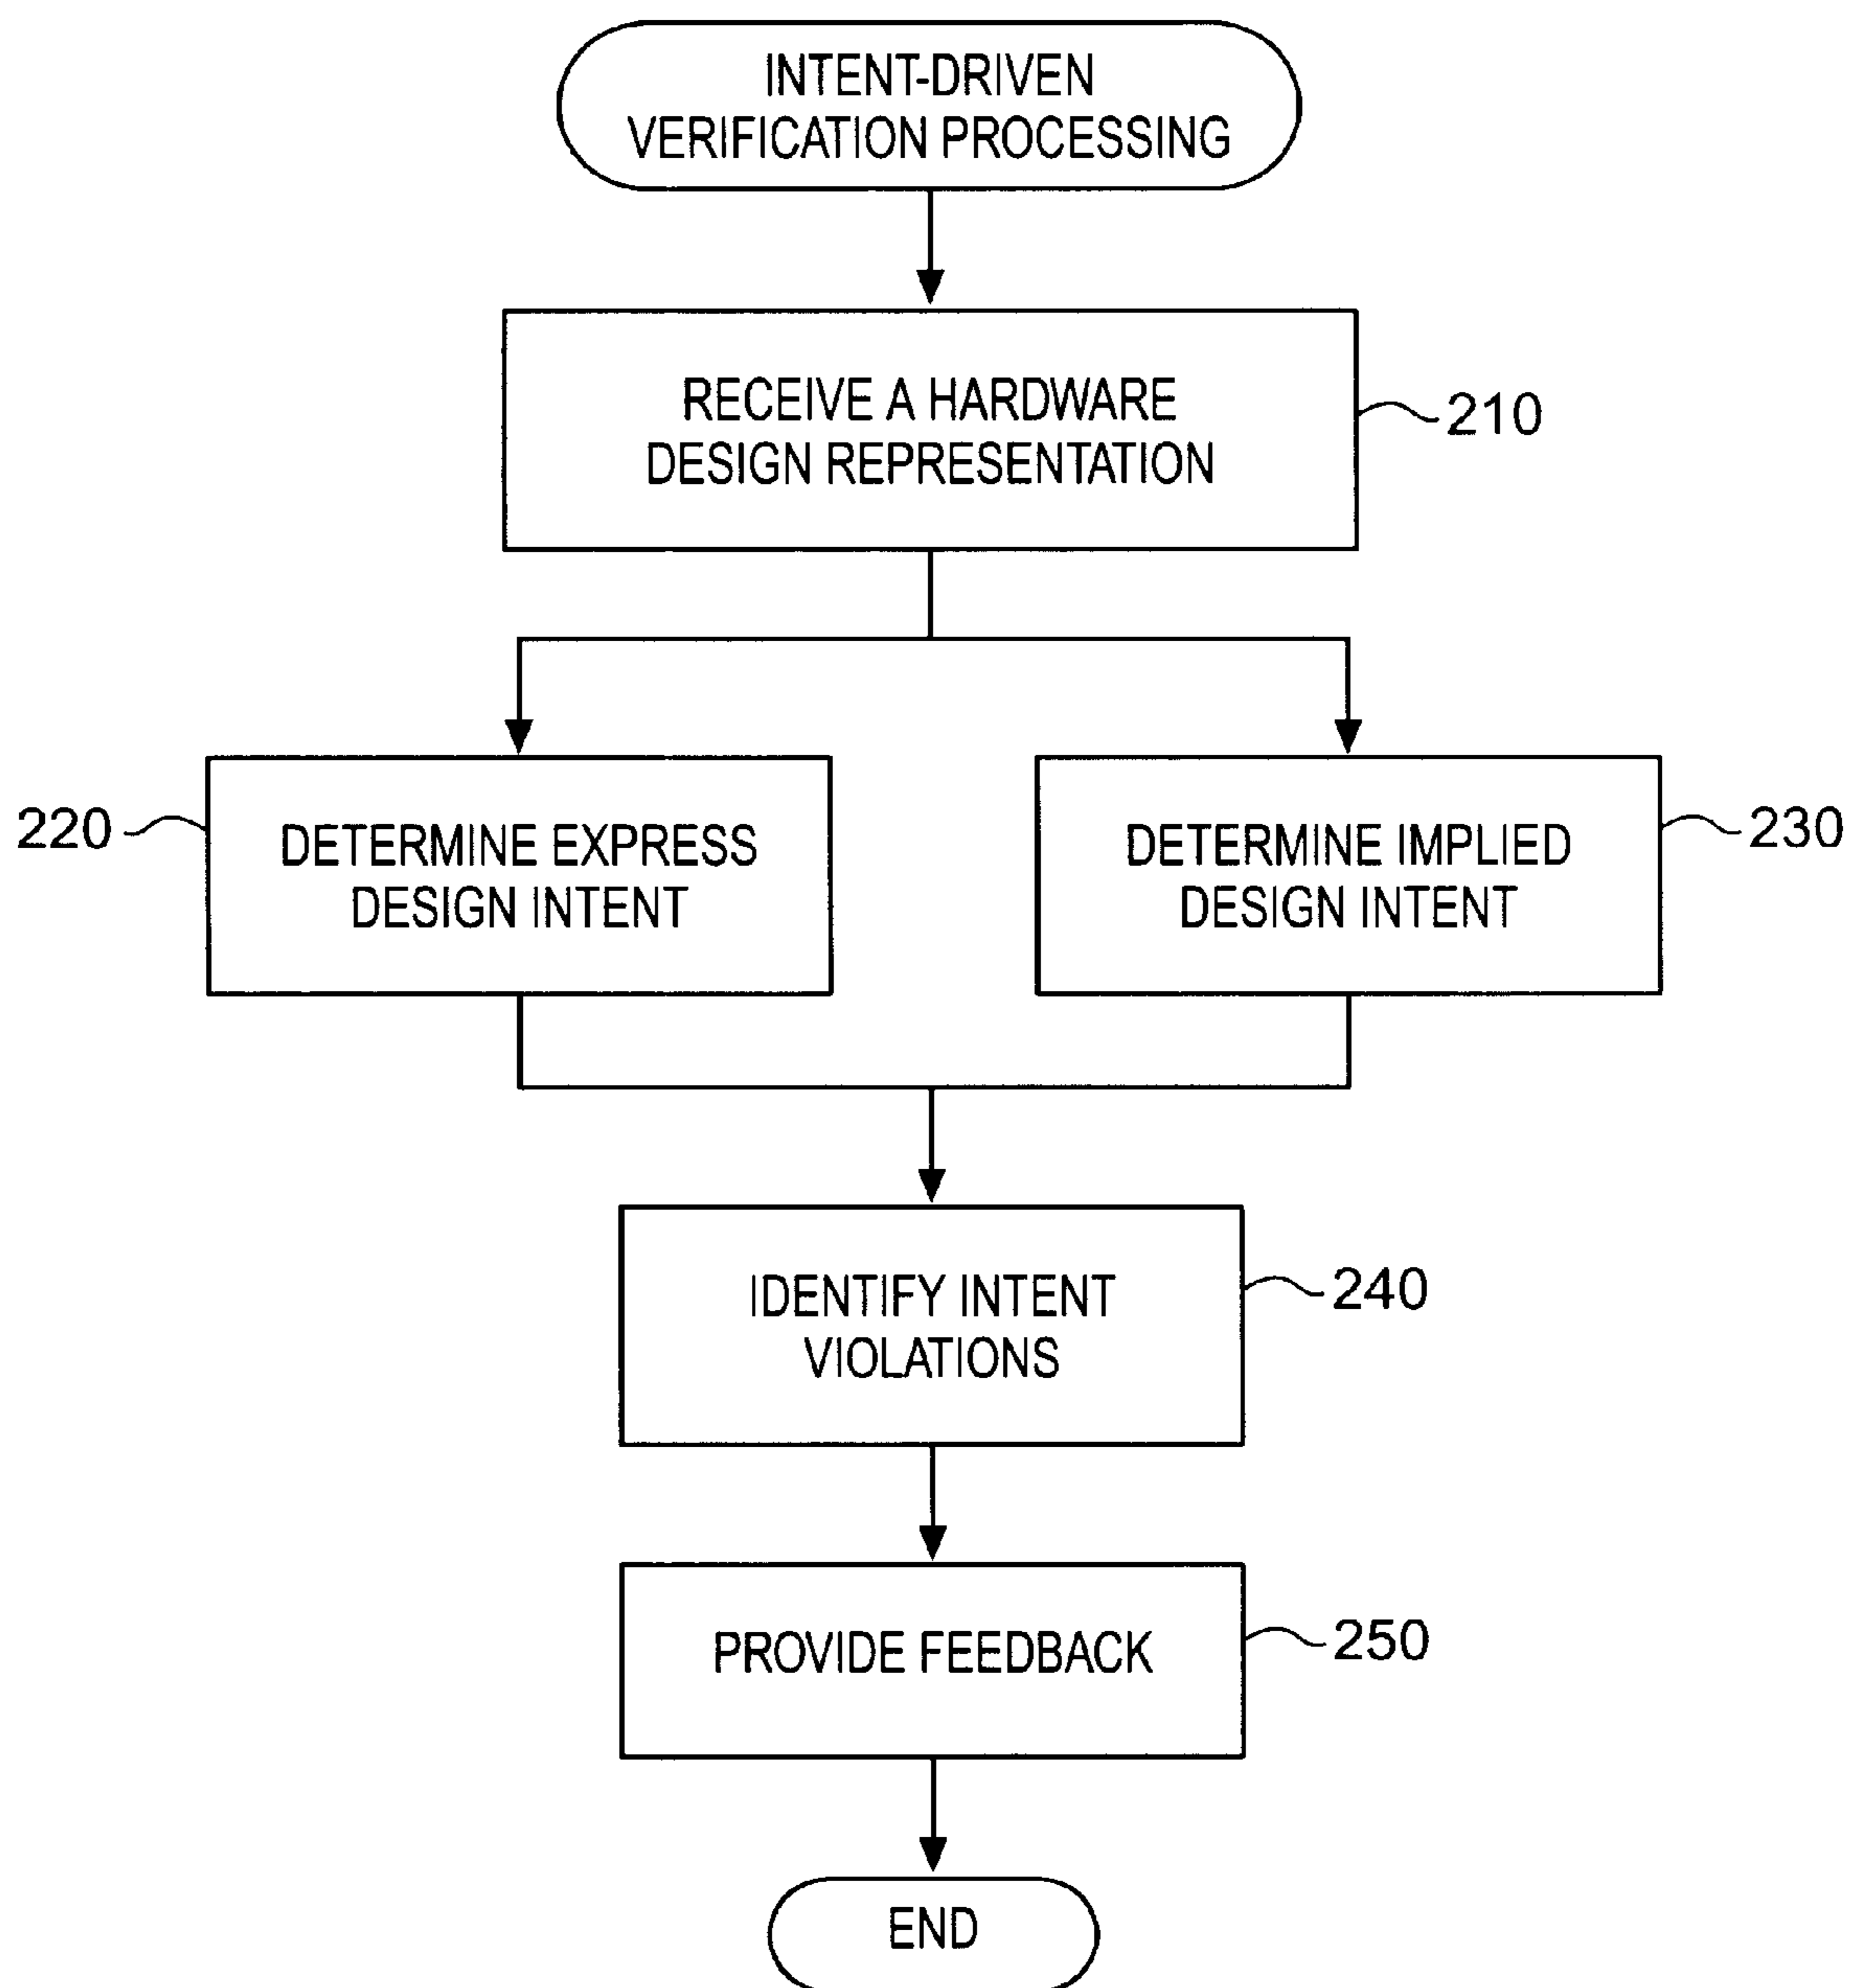 INTENT-DRIVEN
VERIFICATION PROCESSING
RECEIVE A HARDWARE
DESIGN REPRESENTATION
210
220
DETERMINE EXPRESS
DESIGN INTENT
DETERMINE IMPLIED
DESIGN INTENT
230
IDENTIFY INTENT
VIOLATIONS
240
PROVIDE FEEDBACK
250
END